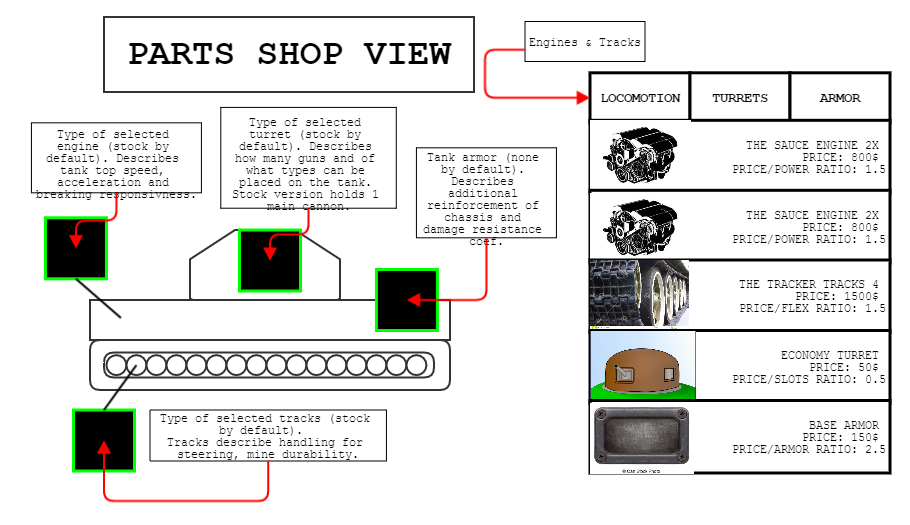 PARTS SHOP VIEW
Engines & Tracks
LOCOMOTION
TURRETS
ARMOR
Type of selected
engine (stock by
default). Describes
tank top speed,
acceleration and
breaking responsivness.
Type of selected
turret (stock by
default). Describes
how many guns and of
what types can be
placed on the tank.
Stock version holds 1
main cannon.
Tank armor (none
by default).
Describes
additional
reinforcement of
chassis and
damage resistance
coef.
Type of selected tracks (stock
by default).
Tracks describe handling for
steering, mine durability.
THE SAUCE ENGINE 2X
PRICE: 800$
PRICE/POWER RATIO: 1.5
THE SAUCE ENGINE 2X
PRICE: 800$
PRICE/POWER RATIO: 1.5
THE TRACKER TRACKS 4
PRICE: 1500$
PRICE/FLEX RATIO: 1.5
ECONOMY TURRET
PRICE: 50$
PRICE/SLOTS RATIO: 0.5
BASE ARMOR
PRICE: 150$
PRICE/ARMOR RATIO: 2.5